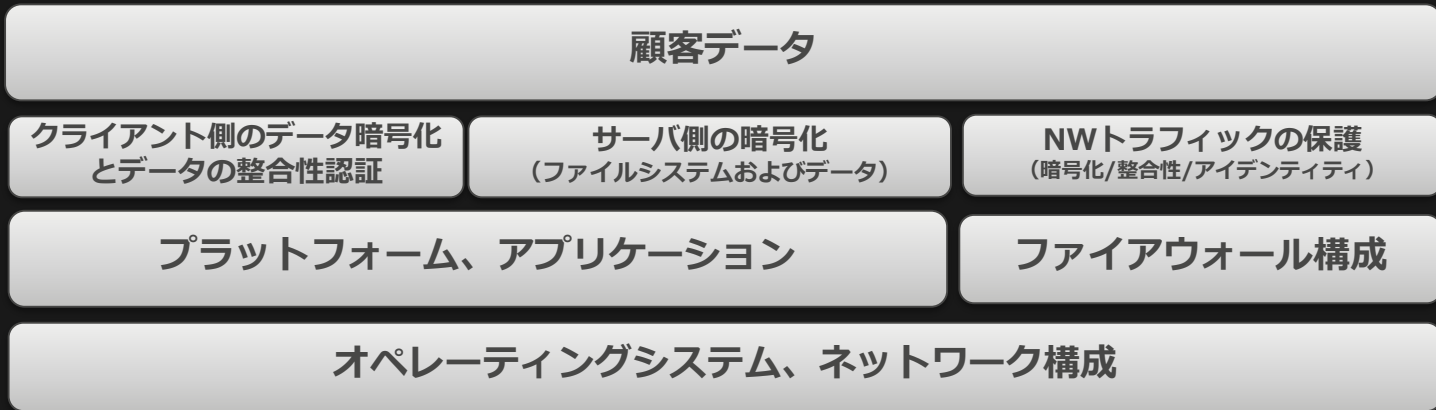 顧客データ
クライアント側のデータ暗号化
とデータの整合性認証
サーバ側の暗号化
（ファイルシステムおよびデータ）
NWトラフィックの保護
（暗号化/整合性/アイデンティティ）
プラットフォーム、アプリケーション
ファイアウォール構成
オペレーティングシステム、ネットワーク構成